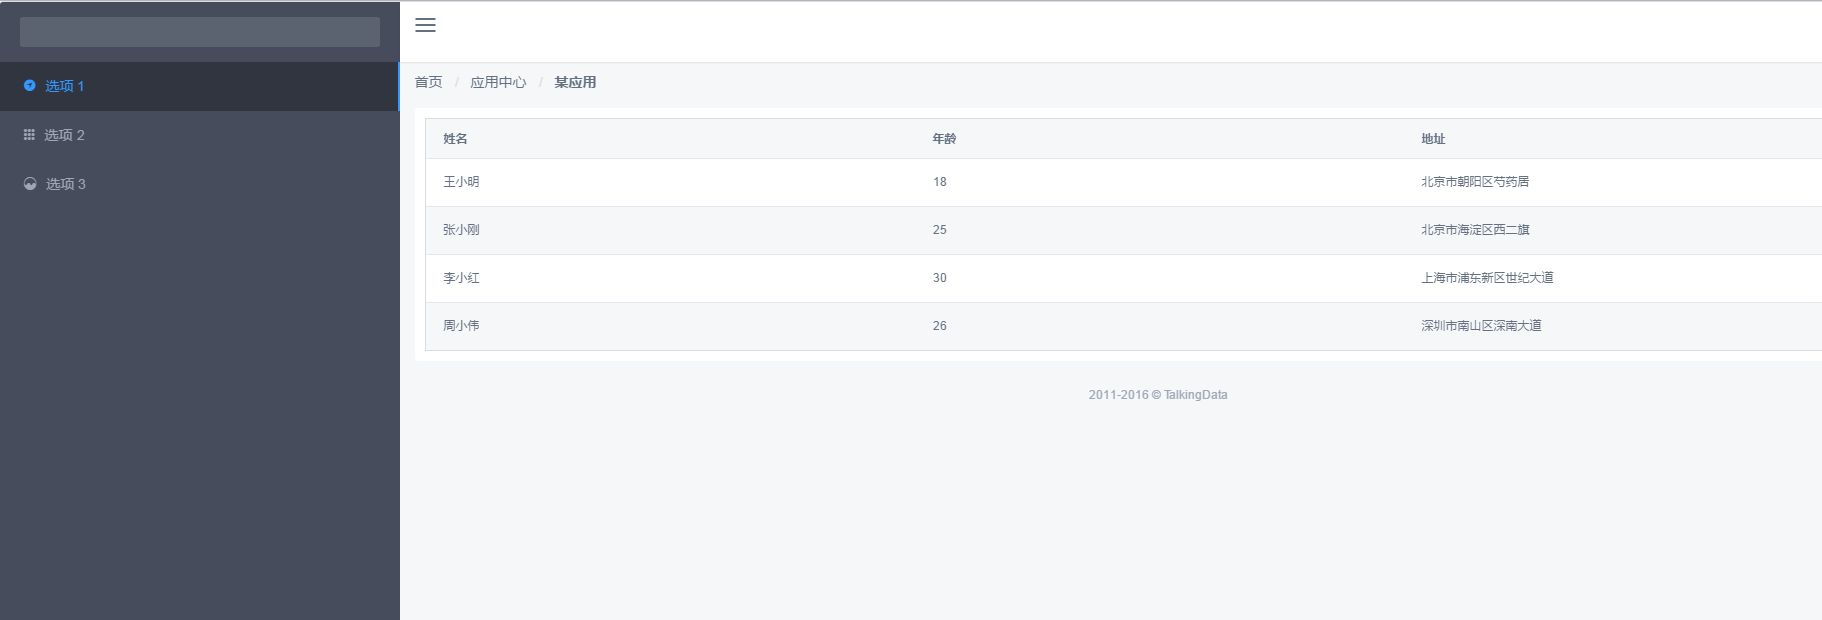 选项 1
选项 2
选项 3
首页 / 应用中心 / 某应用
姓名 年龄 地址
王小明 18 北京市朝阳区芍药居
张小刚 25 北京市海淀区西二旗
李小红 30 上海市浦东新区世纪大道
周小伟 26 深圳市南山区深南大道
2011-2016 © TalkingData